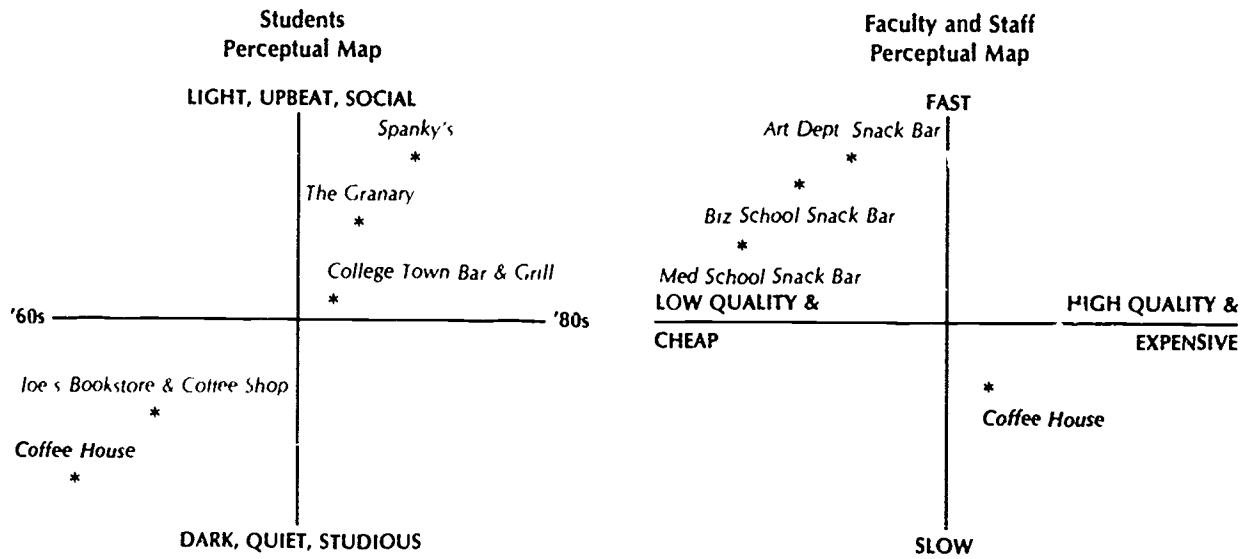 Students
Perceptual Map
LIGHT, UPBEAT, SOCIAL
Spanky's
*
The Granary
*
College Town Bar & Grill
*
'60s
'80s
Joe s Bookstore & Coffee Shop
*
Coffee House
*
DARK, QUIET, STUDIOUS
Faculty and Staff
Perceptual Map
FAST
Art Dept Snack Bar
*
*
Biz School Snack Bar
*
Med School Snack Bar
LOW QUALITY &
CHEAP
HIGH QUALITY &
EXPENSIVE
*
Coffee House
SLOW